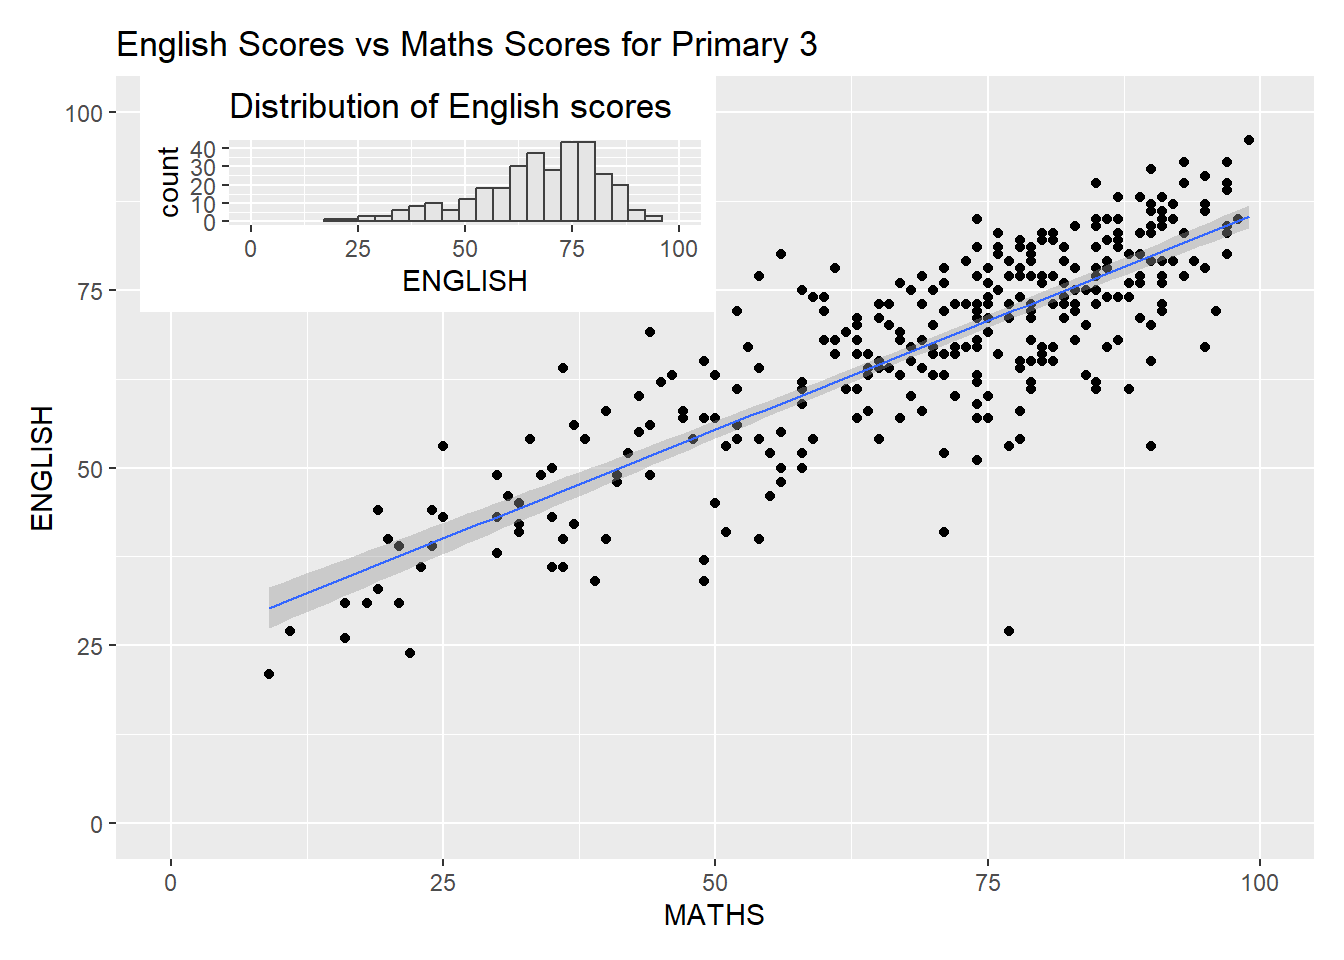 English Scores vs Maths Scores for Primary 3
Distribution of English scores
count
40
30
20
10
0
0 25 50 75 100
ENGLISH
ENGLISH
100
75
50
25
0
0 25 50 75 100
MATHS